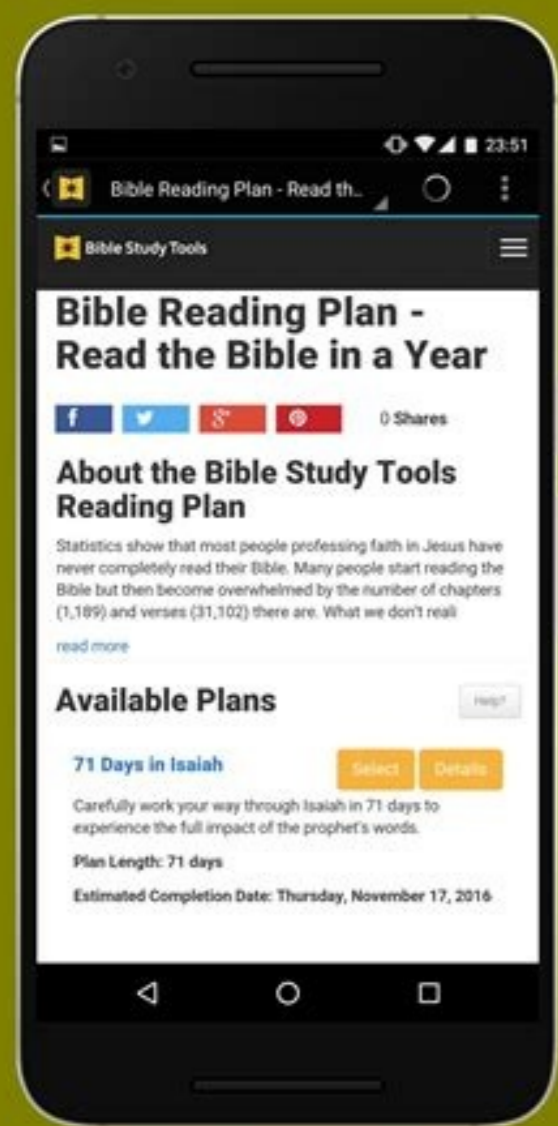 23:51
Bible Reading Plan - Read th..
Bible Study Tools
Bible Reading Plan -
Read the Bible in a Year
0 Shares
About the Bible Study Tools
Reading Plan
Statistics show that most people professing faith in Jesus have
never completely read their Bible. Many people start reading the
Bible but then become overwhelmed by the number of chapters
(1,189) and verses (31,102) there are. What we don't reali
read more
Available Plans
Help?
71 Days in Isaiah
Select
Details
Carefully work your way through Isaiah in 71 days to
experience the full impact of the prophet's words.
Plan Length: 71 days
Estimated Completion Date: Thursday, November 17, 2016